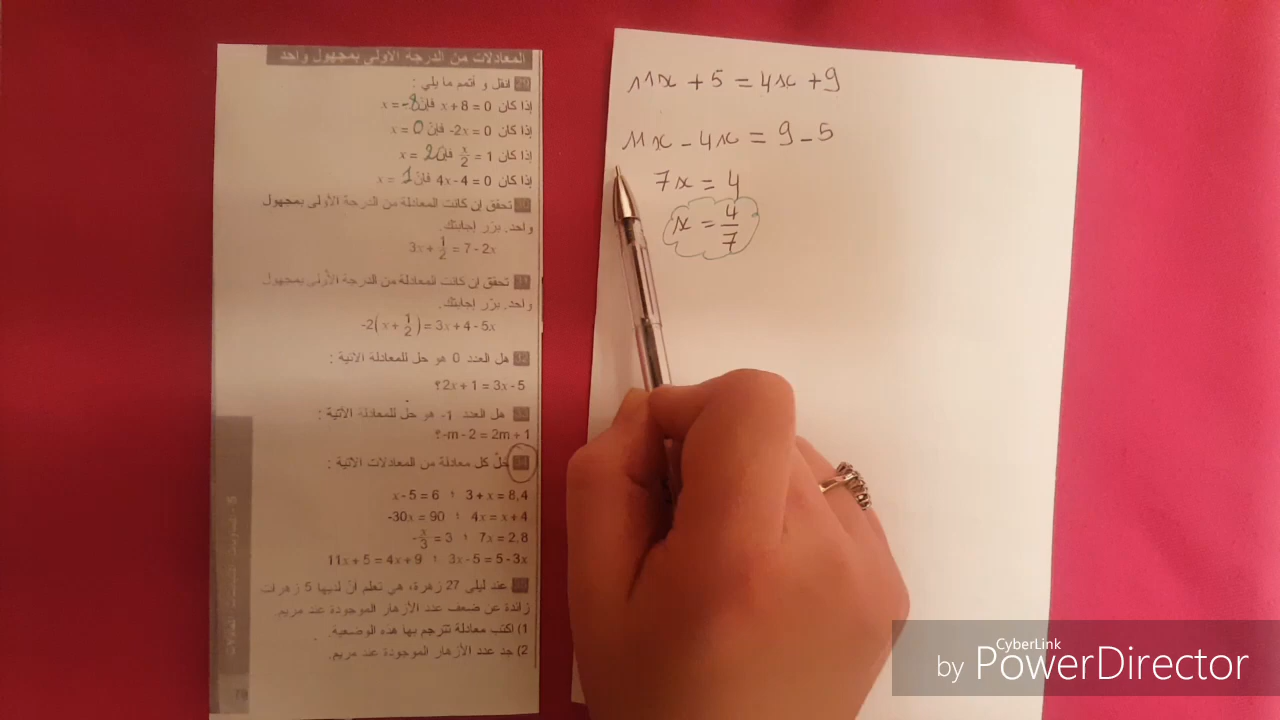 المعادلات من الدرجة الأولى بمجهول واحد
29 انقل و أتمم ما يلي :
إذا كان x+8=0 فإن x=-8
إذا كان -2x=0 فإن x=0
إذا كان x/2=1 فإن x=2
إذا كان 4x-4=0 فإن x=1
30 تحقق إن كانت المعادلة من الدرجة الأولى بمجهول
واحد. برّر إجابتك.
3x+1/2=7-2x
31 تحقق إن كانت المعادلة من الدرجة الأولى بمجهول
واحد. برّر إجابتك.
-2(x+1/2)=3x+4-5x
32 هل العدد 0 هو حل للمعادلة الآتية :
2x+1=3x-5؟
33 هل العدد -1 هو حل للمعادلة الآتية :
-m-2=2m+1؟
34 حلّ كل معادلة من المعادلات الآتية :
x-5=6 ؛ 3+x=8,4
-30x=90 ؛ 4x=x+4
-x/3=3 ؛ 7x=2,8
11x+5=4x+9 ؛ 3x-5=5-3x
35 عند ليلى 27 زهرة، هي تعلم أنّ لديها 5 زهرات
زائدة عن ضعف عدد الأزهار الموجودة عند مريم.
1) اكتب معادلة تترجم بها هذه الوضعية.
2) جد عدد الأزهار الموجودة عند مريم.
11x+5=4x+9
11x-4x=9-5
7x=4
x=4/7
CyberLink
by PowerDirector